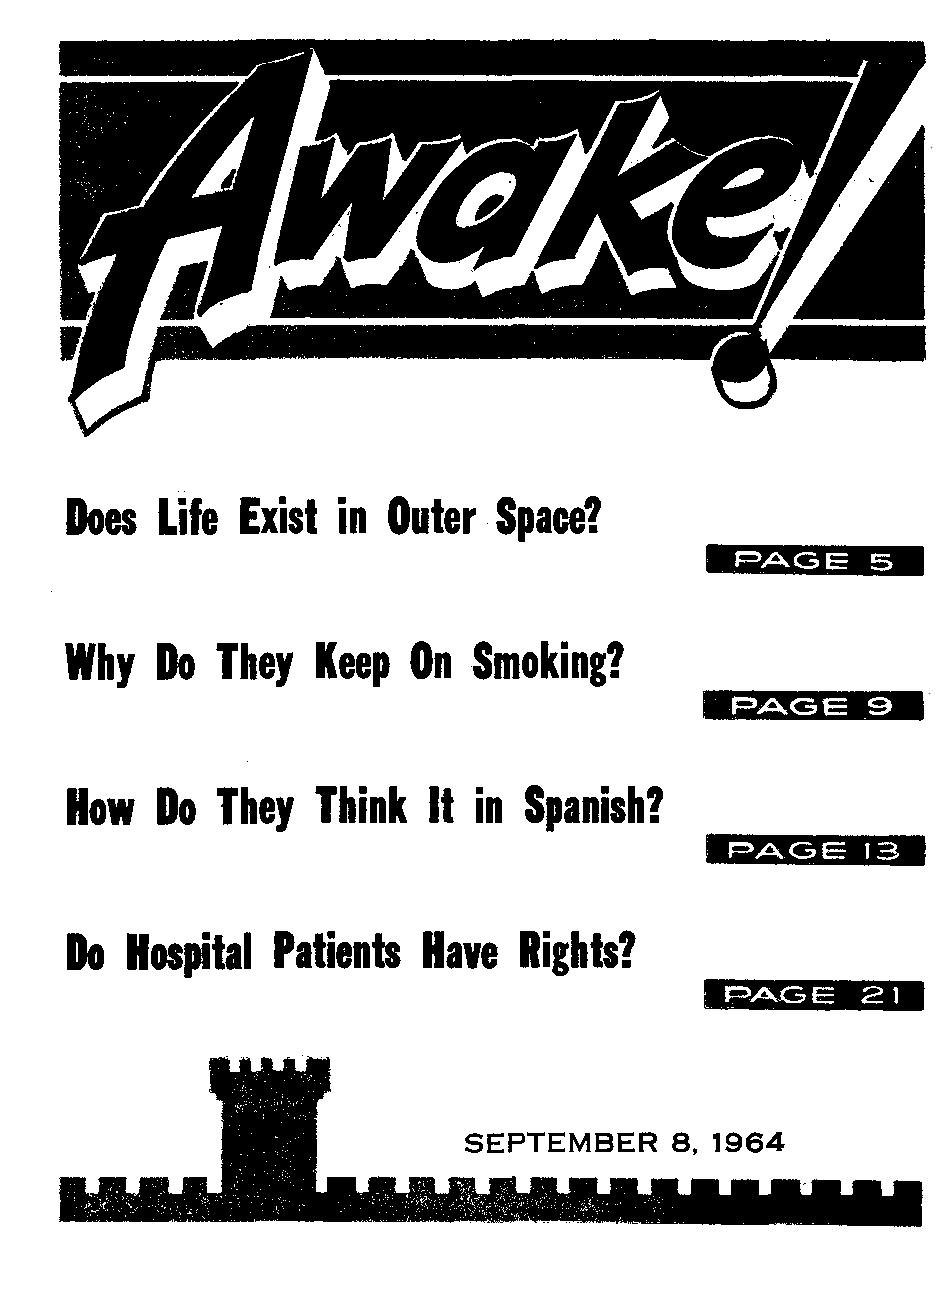 Awake!
Does Life Exist in Outer Space?
PAGE 5
Why Do They Keep On Smoking?
PAGE 9
How Do They Think It in Spanish?
PAGE 13
Do Hospital Patients Have Rights?
PAGE 21
SEPTEMBER 8, 1964